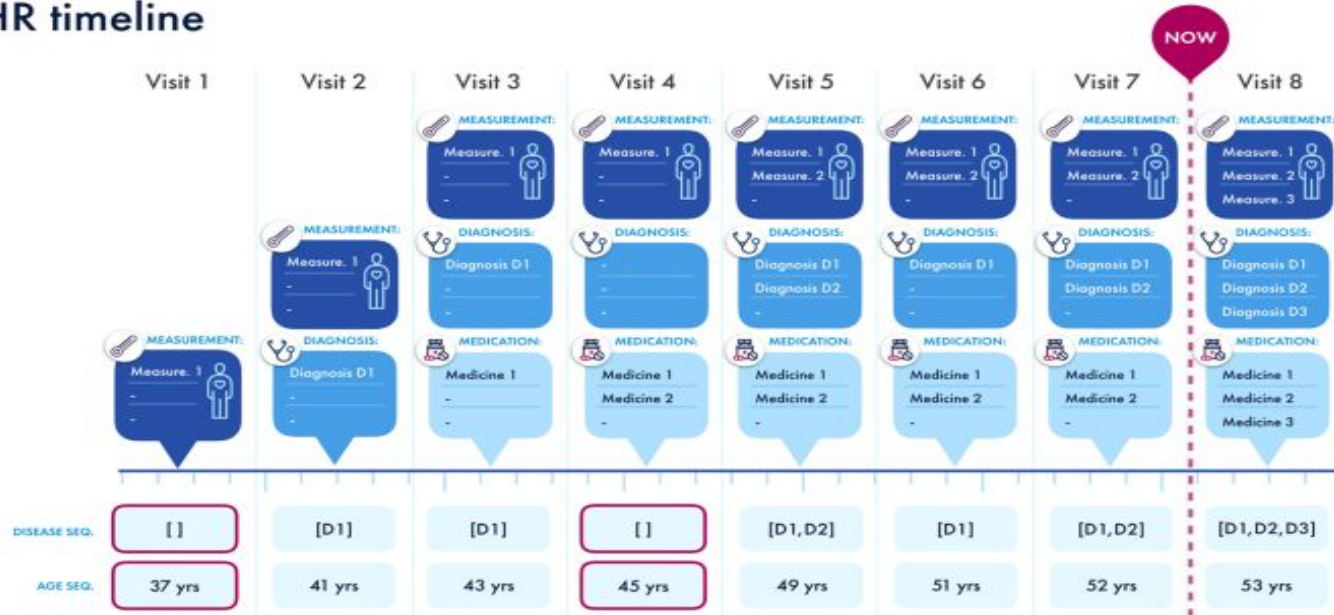 HR timeline
NOW
Visit 1 Visit 2 Visit 3 Visit 4 Visit 5 Visit 6 Visit 7 Visit 8
MEASUREMENT: MEASUREMENT: MEASUREMENT: MEASUREMENT: MEASUREMENT: MEASUREMENT:
Measure. 1 Measure. 1 Measure. 1 Measure. 1 Measure. 1 Measure. 1
- - Measure. 2 Measure. 2 Measure. 2 Measure. 2
- - - - - Measure. 3
MEASUREMENT: DIAGNOSIS: DIAGNOSIS: DIAGNOSIS: DIAGNOSIS: DIAGNOSIS: DIAGNOSIS:
Measure. 1 Diagnosis D1 - Diagnosis D1 Diagnosis D1 Diagnosis D1 Diagnosis D1
- - - Diagnosis D2 - Diagnosis D2 Diagnosis D2
- - - - - - Diagnosis D3
MEASUREMENT: DIAGNOSIS: MEDICATION: MEDICATION: MEDICATION: MEDICATION: MEDICATION: MEDICATION:
Measure. 1 Diagnosis D1 Medicine 1 Medicine 1 Medicine 1 Medicine 1 Medicine 1 Medicine 1
- - - Medicine 2 Medicine 2 Medicine 2 Medicine 2 Medicine 2
- - - - - - - Medicine 3
DISEASE SEQ. [ ] [D1] [D1] [ ] [D1,D2] [D1] [D1,D2] [D1,D2,D3]
AGE SEQ. 37 yrs 41 yrs 43 yrs 45 yrs 49 yrs 51 yrs 52 yrs 53 yrs